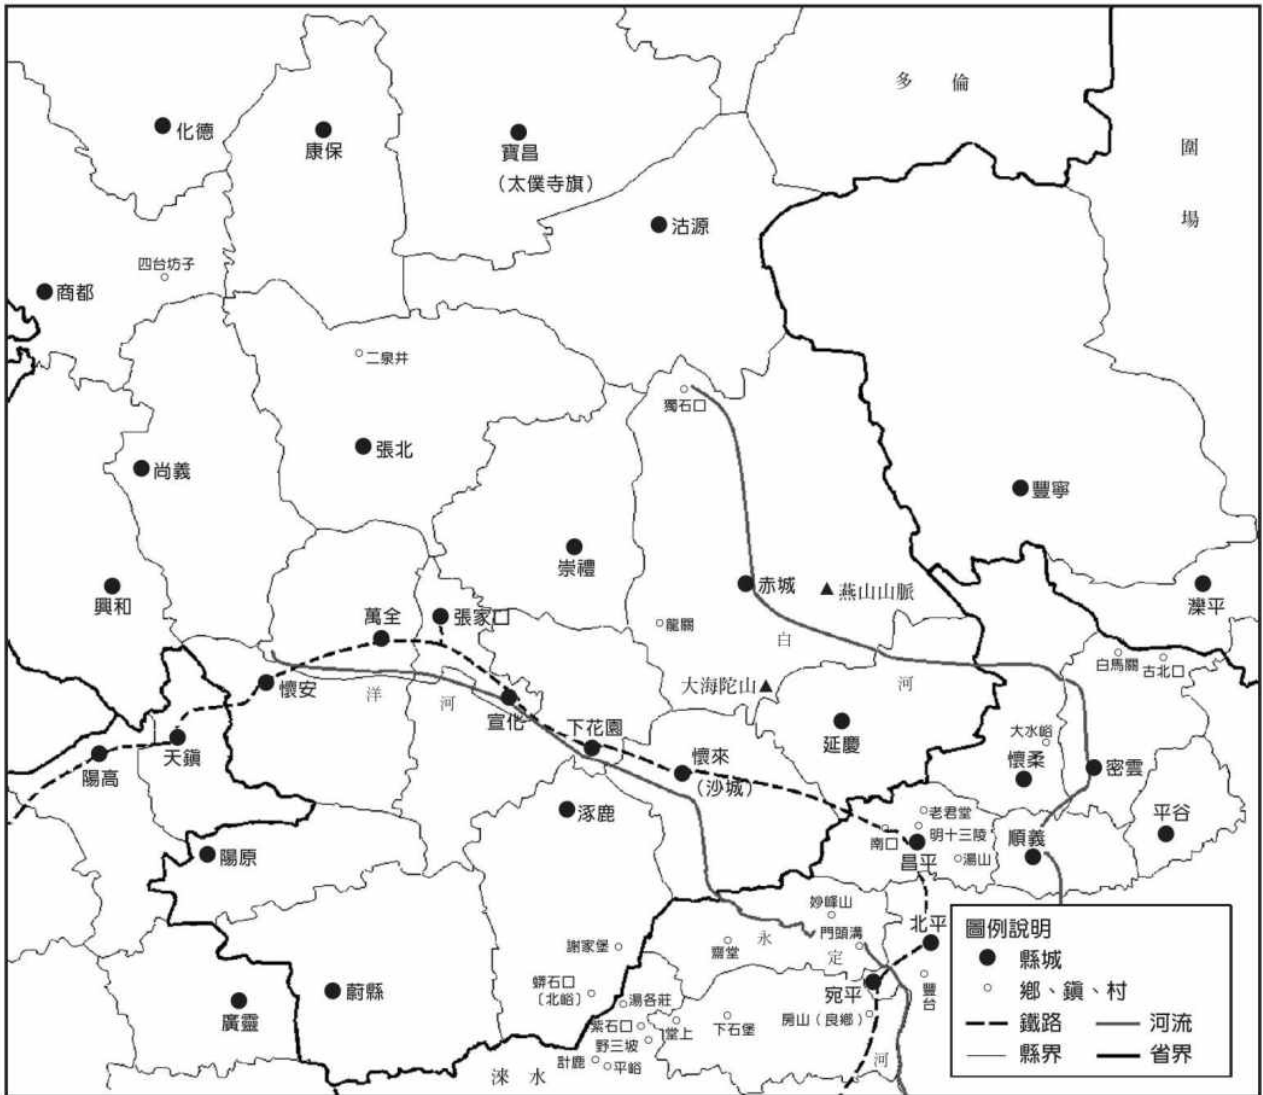 多倫
圍場
化德
康保
寶昌
（太僕寺旗）
沽源
四台坊子
商都
二泉井
獨石口
張北
尚義
豐寧
崇禮
赤城
燕山山脈
灤平
興和
萬全
張家口
龍關
白河
白馬關
古北口
懷安
洋河
大海陀山
宣化
下花園
延慶
大水峪
懷柔
密雲
天鎮
陽高
懷來
（沙城）
涿鹿
老君堂
明十三陵
南口
昌平
湯山
順義
平谷
陽原
妙峰山
北平
門頭溝
齋堂
永定河
謝家堡
蟒石口
〔北峪〕
湯各莊
宛平
豐台
蔚縣
廣靈
紫石口
堂上
下石堡
房山（良鄉）
野三坡
計鹿
平峪
淶水
圖例說明
縣城
鄉、鎮、村
鐵路
河流
縣界
省界